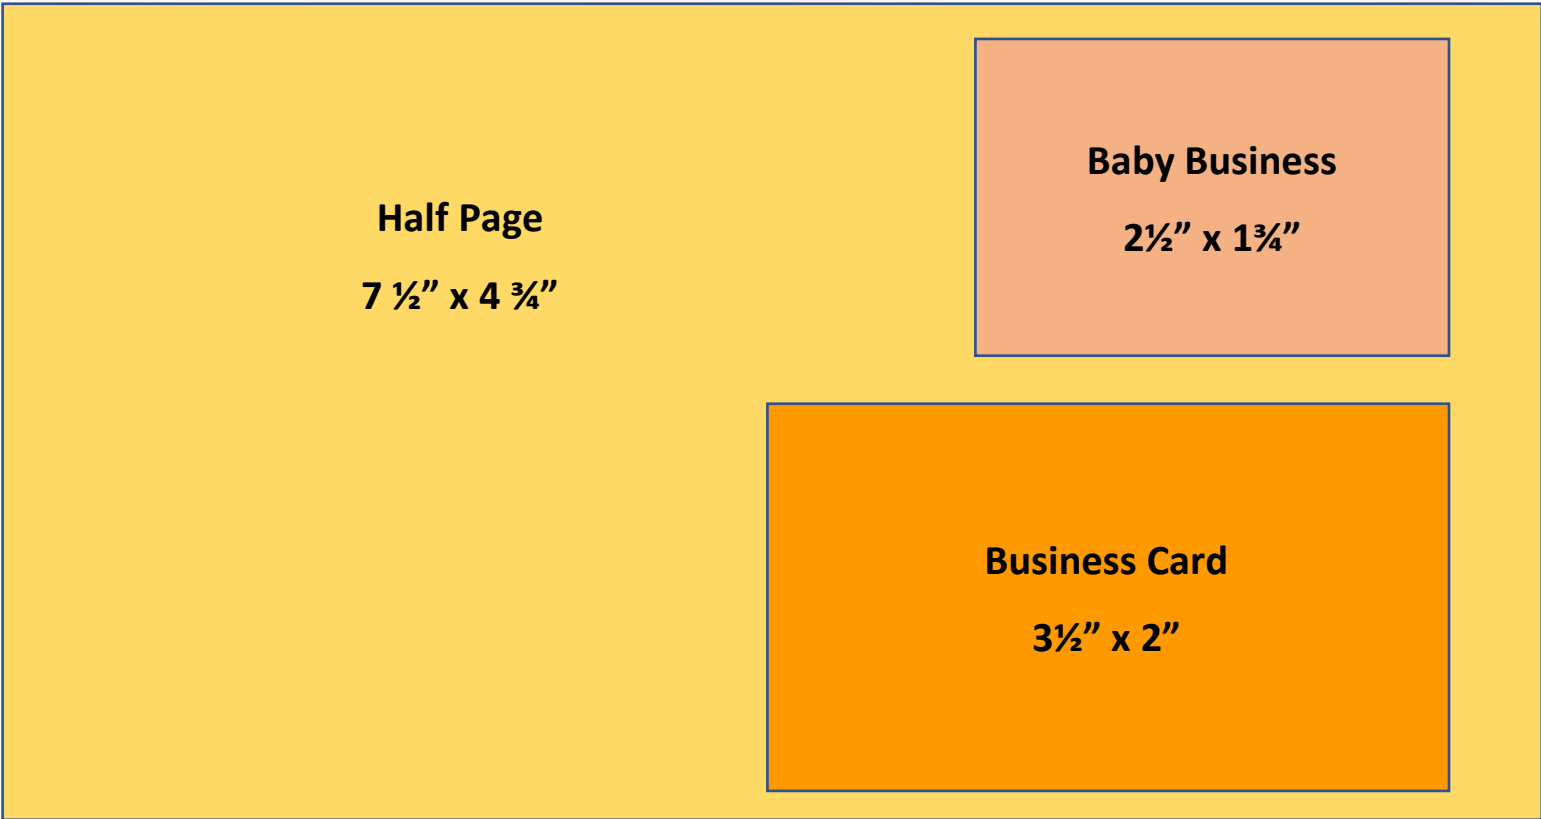 Half Page
7 ½” x 4 ¾”
Baby Business
2½” x 1¾”
Business Card
3½” x 2”